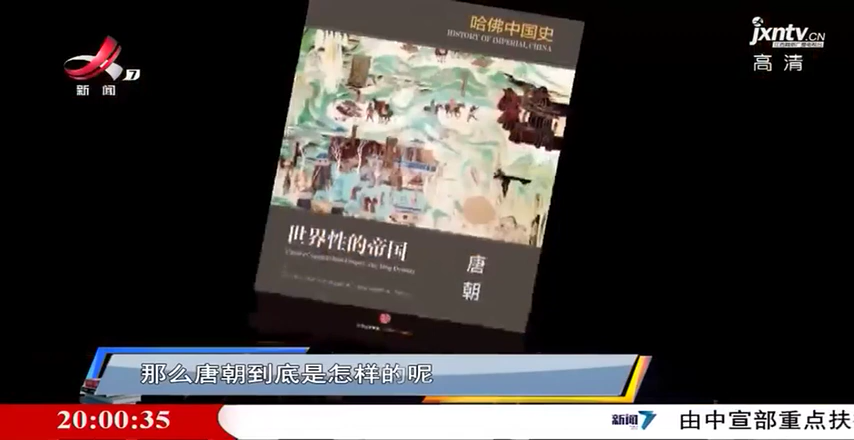 哈佛中国史
HISTORY OF IMPERIAL CHINA
jxntv.CN
高清
7
新闻
世界性的帝国
唐
朝
那么唐朝到底是怎样的呢
20:00:35
新闻
7
由中宣部重点扶